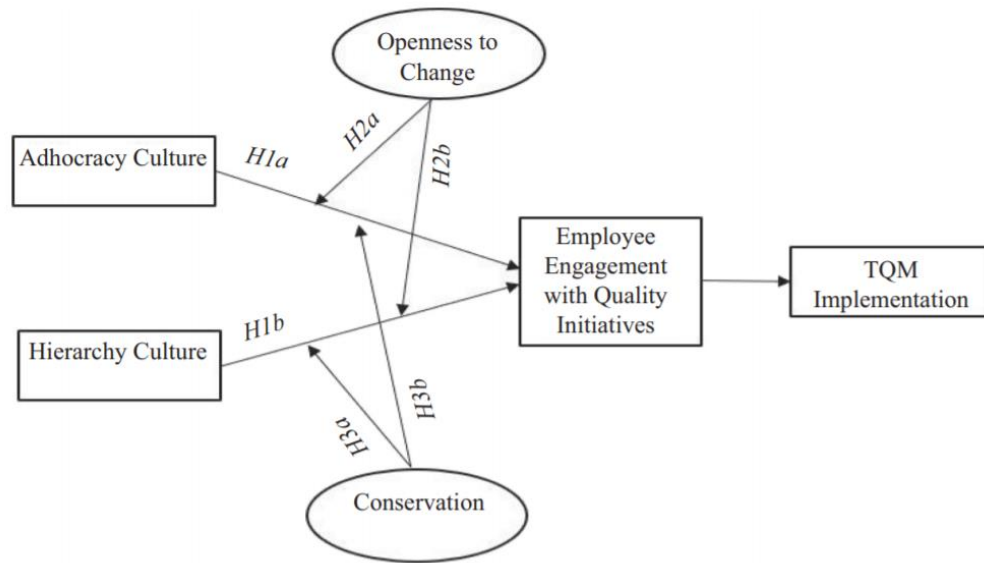 Openness to
Change
H2a
H2b
Adhocracy Culture
H1a
Employee
Engagement
with Quality
Initiatives
TQM
Implementation
Hierarchy Culture
H1b
H3b
H3a
Conservation